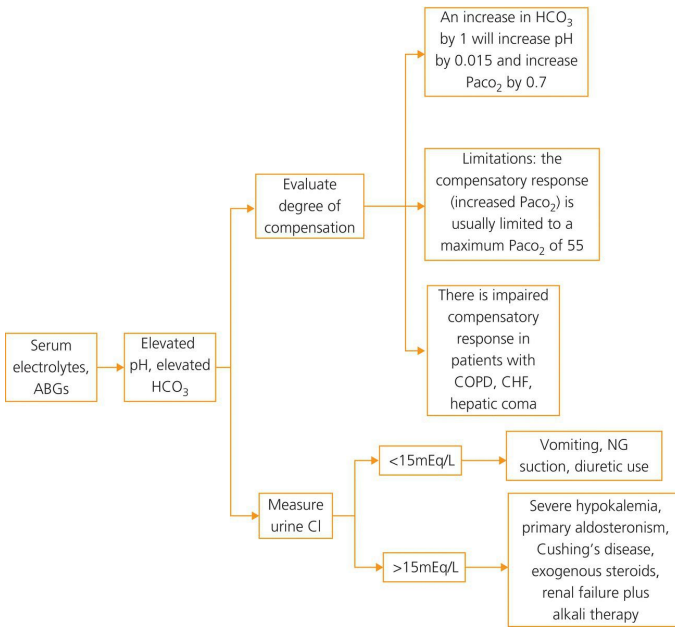 An increase in HCO₃
by 1 will increase pH
by 0.015 and increase
Paco₂ by 0.7
Evaluate
degree of
compensation
Limitations: the
compensatory response
(increased Paco₂) is
usually limited to a
maximum Paco₂ of 55
There is impaired
compensatory
response in
patients with
COPD, CHF,
hepatic coma
Serum
electrolytes,
ABGs
Elevated
pH, elevated
HCO₃
Measure
urine Cl
<15mEq/L
Vomiting, NG
suction, diuretic use
>15mEq/L
Severe hypokalemia,
primary aldosteronism,
Cushing's disease,
exogenous steroids,
renal failure plus
alkali therapy